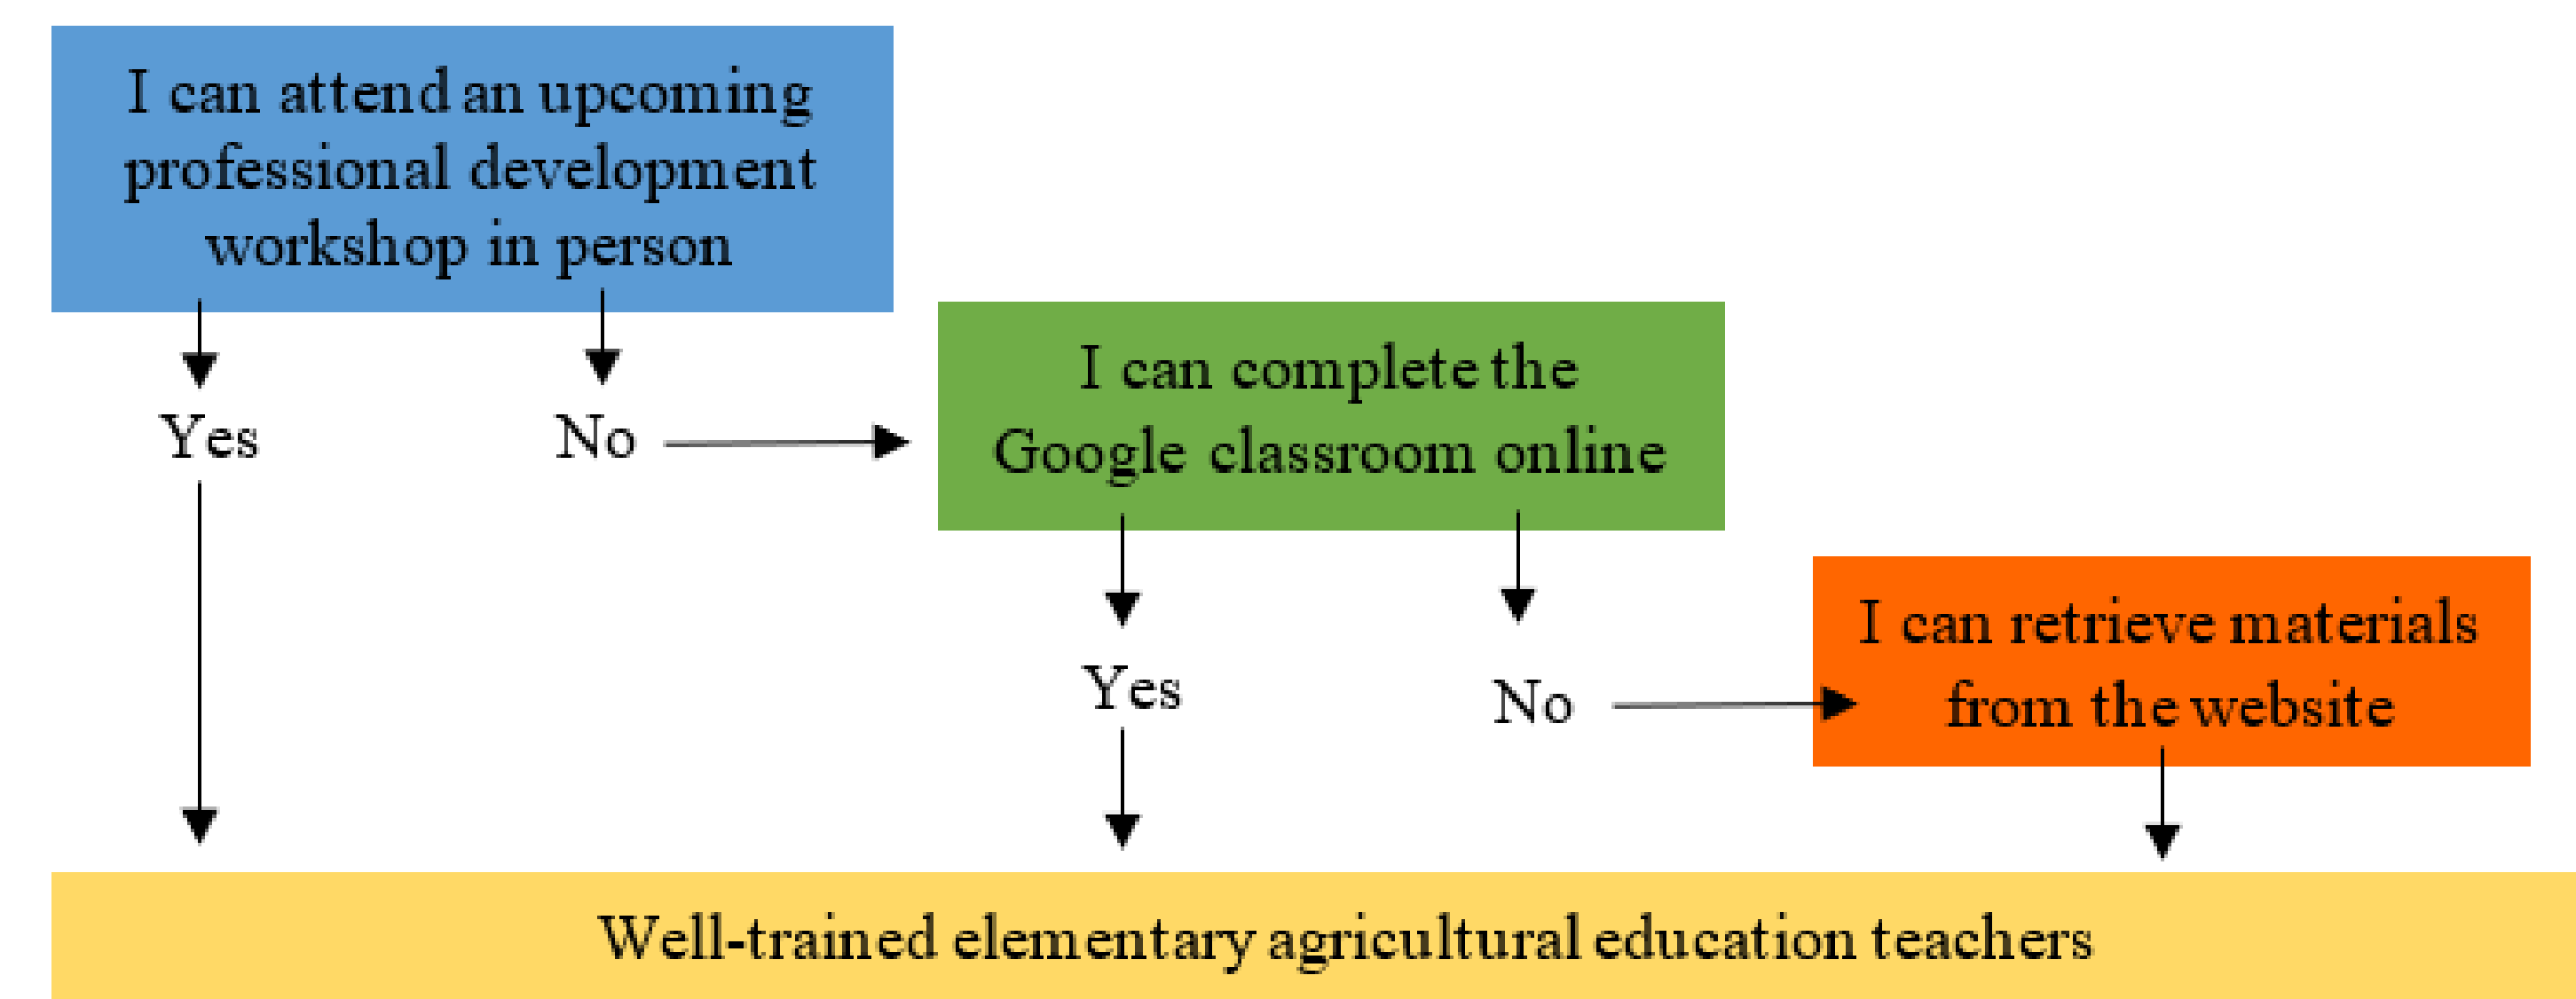 I can attend an upcoming
professional development
workshop in person
Yes
No
I can complete the
Google classroom online
Yes
No
I can retrieve materials
from the website
Well-trained elementary agricultural education teachers